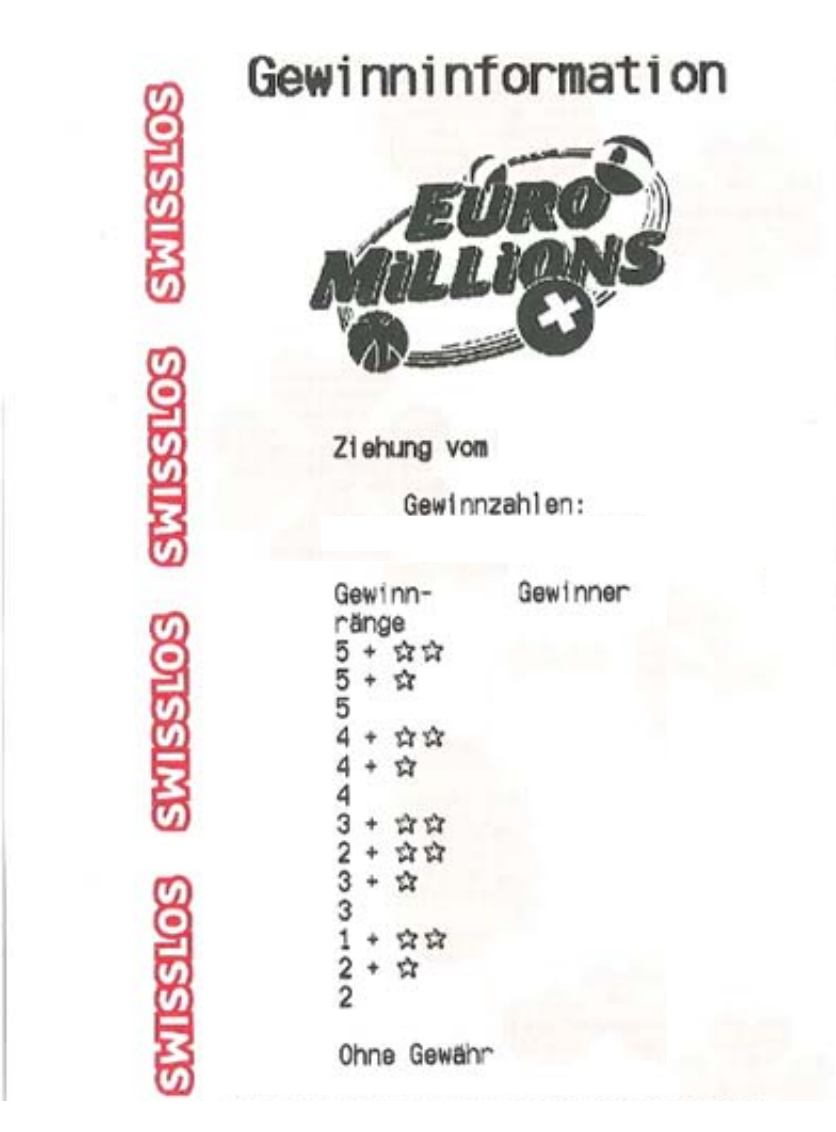 Gewinninformation
SWISSLOS
EURO
MiLLiONS
SWISSLOS
Ziehung vom
Gewinnzahlen:
Gewinn- Gewinner
ränge
5 + ☆☆
5 + ☆
5
4 + ☆☆
4 + ☆
4
SWISSLOS
3 + ☆☆
2 + ☆☆
3 + ☆
3
1 + ☆☆
2 + ☆
2
SWISSLOS
Ohne Gewähr